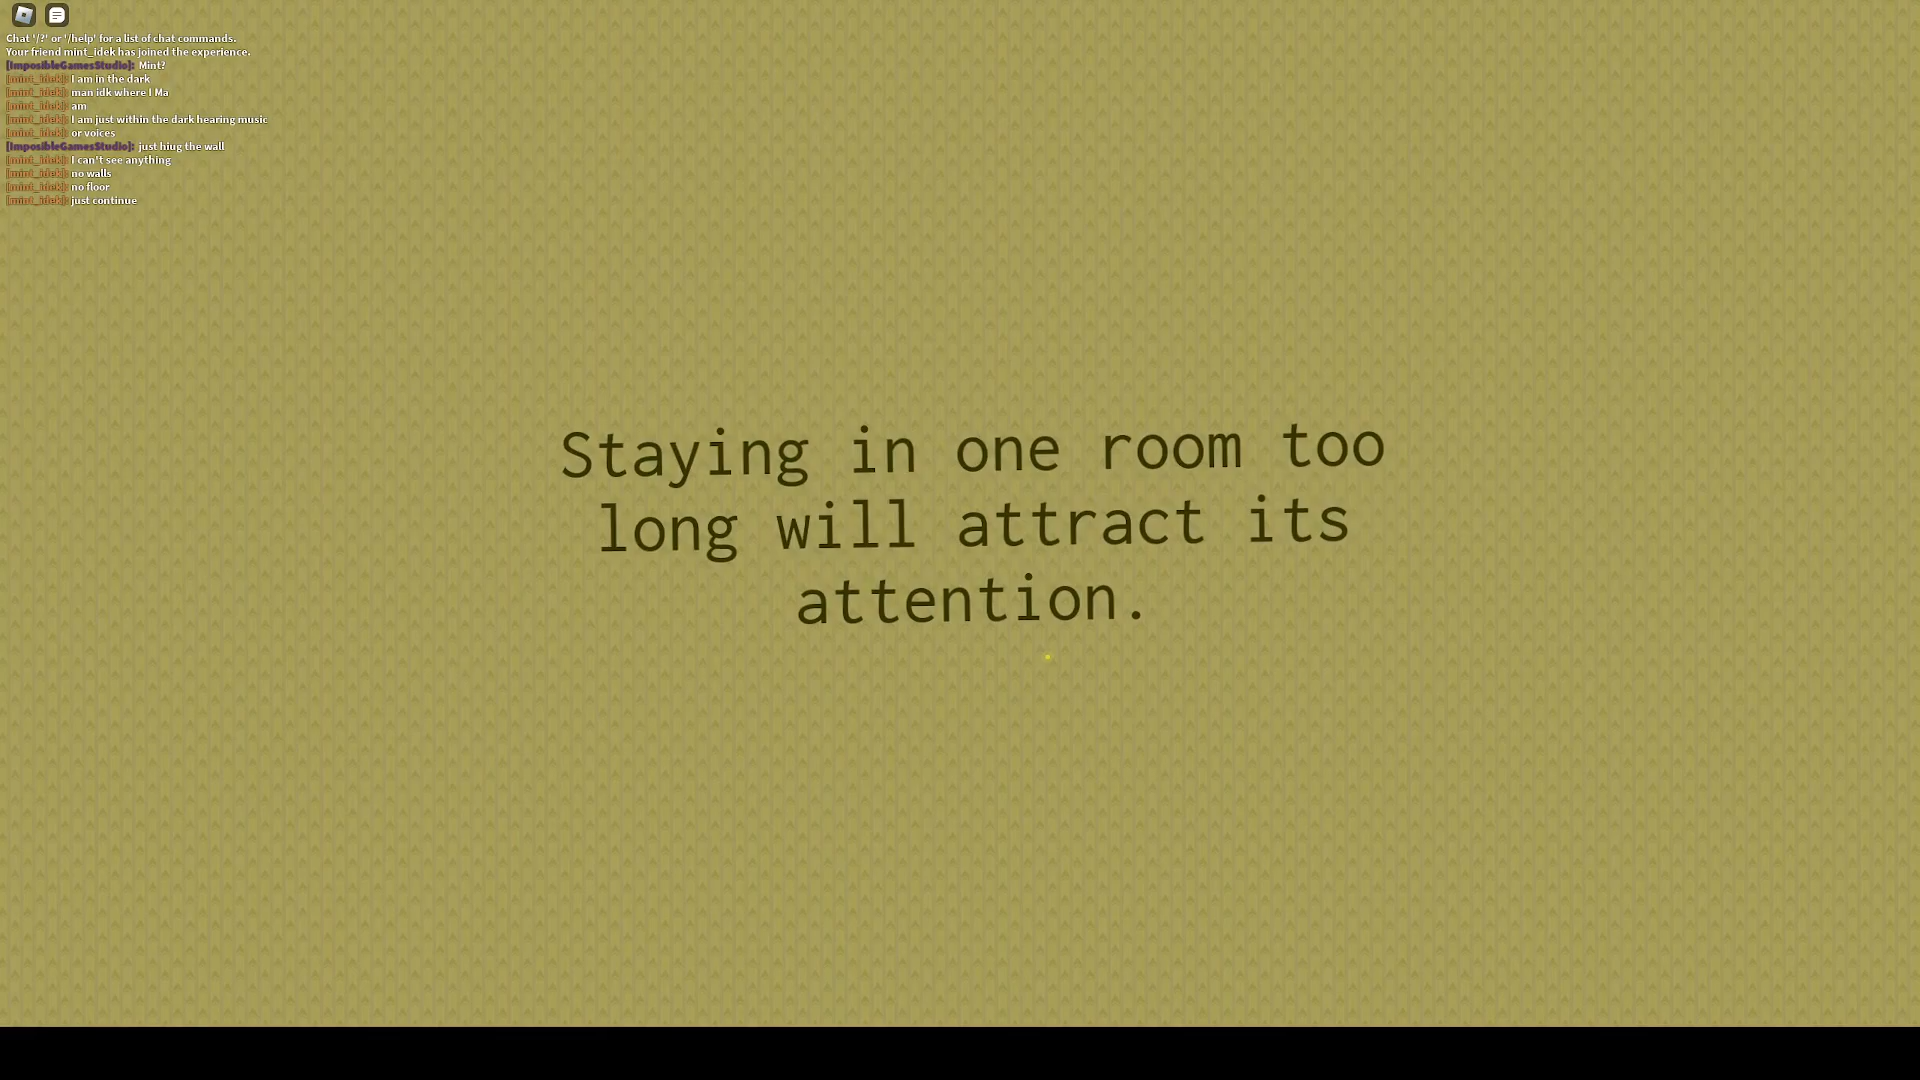 Chat '/?' or '/help' for a list of chat commands.
Your friend mint_idek has joined the experience.
[ImposibleGamesStudio]: Mint?
[mint_idek]: I am in the dark
[mint_idek]: man idk where I Ma
[mint_idek]: am
[mint_idek]: I am just within the dark hearing music
[mint_idek]: or voices
[ImposibleGamesStudio]: just hiug the wall
[mint_idek]: I can't see anything
[mint_idek]: no walls
[mint_idek]: no floor
[mint_idek]: just continue
Staying in one room too
long will attract its
attention.